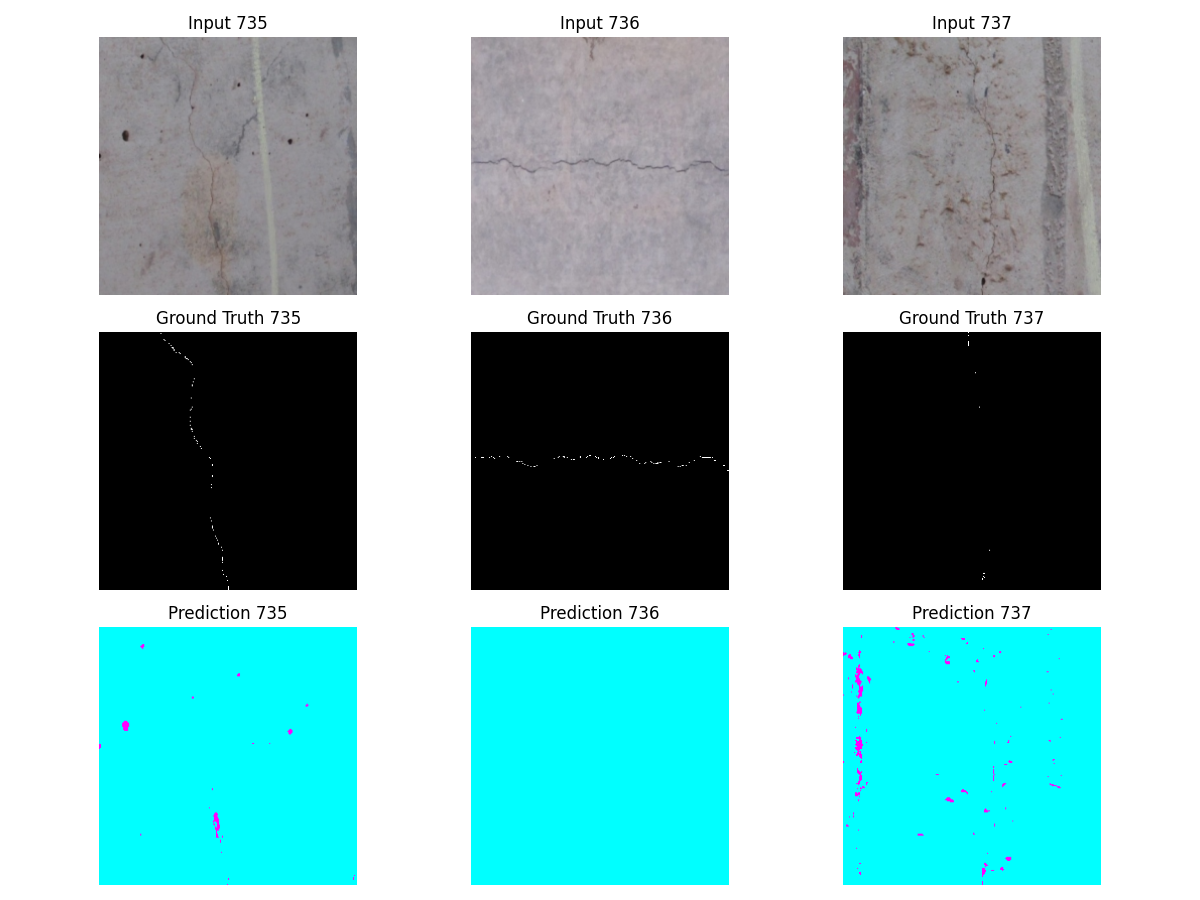 Input 735
Input 736
Input 737
Ground Truth 735
Ground Truth 736
Ground Truth 737
Prediction 735
Prediction 736
Prediction 737